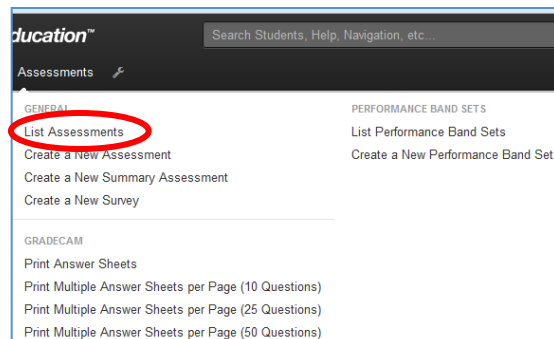 ducation™
Search Students, Help, Navigation, etc...
Assessments
GENERAL
List Assessments
Create a New Assessment
Create a New Summary Assessment
Create a New Survey
GRADECAM
Print Answer Sheets
Print Multiple Answer Sheets per Page (10 Questions)
Print Multiple Answer Sheets per Page (25 Questions)
Print Multiple Answer Sheets per Page (50 Questions)
PERFORMANCE BAND SETS
List Performance Band Sets
Create a New Performance Band Set